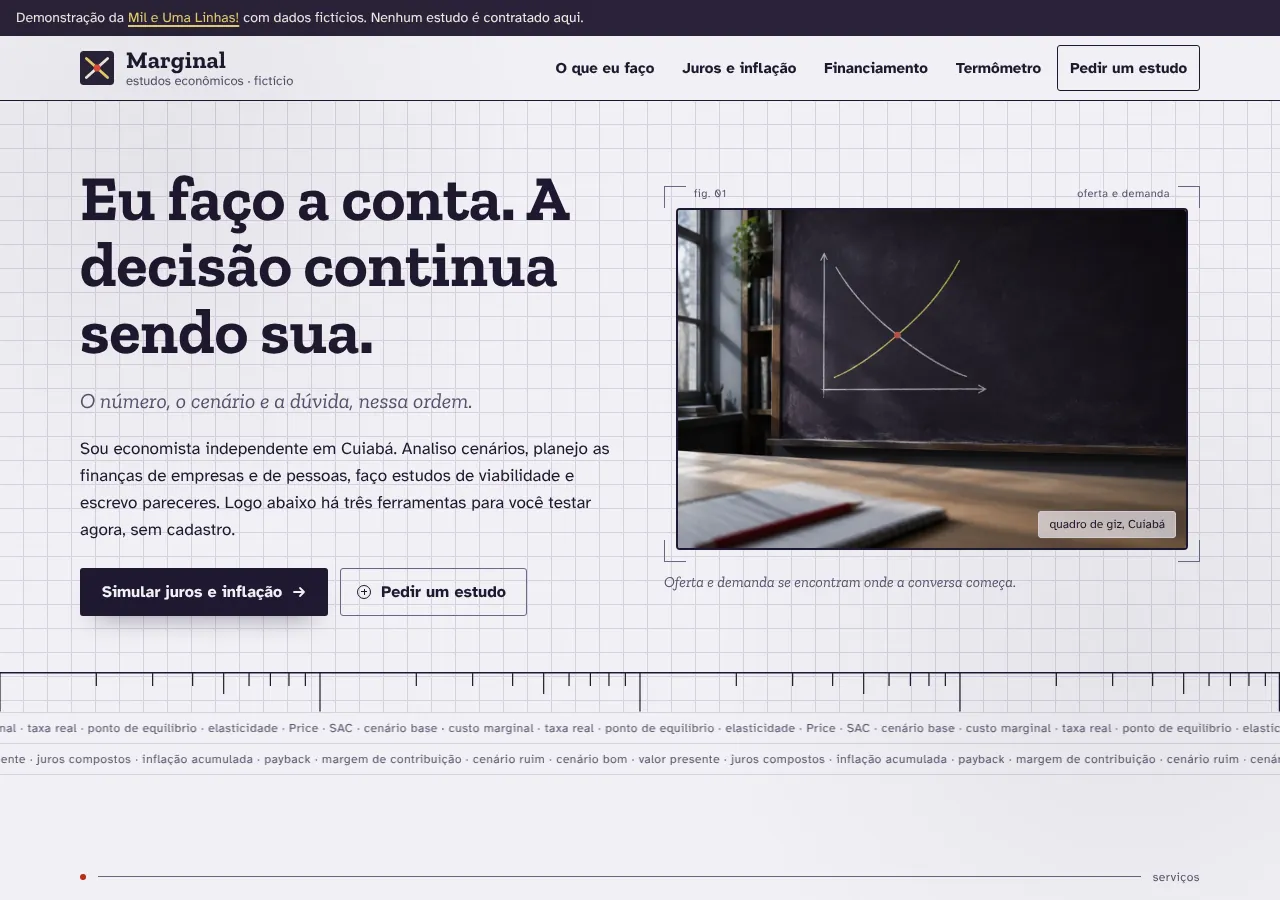 Demonstração da Mil e Uma Linhas! com dados fictícios. Nenhum estudo é contratado aqui.
Marginal
estudos econômicos · fictício
O que eu faço
Juros e inflação
Financiamento
Termômetro
Pedir um estudo
Eu faço a conta. A
decisão continua
sendo sua.
O número, o cenário e a dúvida, nessa ordem.
Sou economista independente em Cuiabá. Analiso cenários, planejo as
finanças de empresas e de pessoas, faço estudos de viabilidade e
escrevo pareceres. Logo abaixo há três ferramentas para você testar
agora, sem cadastro.
Simular juros e inflação →
Pedir um estudo
fig. 01
oferta e demanda
quadro de giz, Cuiabá
Oferta e demanda se encontram onde a conversa começa.
nal · taxa real · ponto de equilíbrio · elasticidade · Price · SAC · cenário base · custo marginal · taxa real · ponto de equilíbrio · elasticidade · Price · SAC · cenário base · custo marginal · taxa real · ponto de equilíbrio · elastic
ente · juros compostos · inflação acumulada · payback · margem de contribuição · cenário ruim · cenário bom · valor presente · juros compostos · inflação acumulada · payback · margem de contribuição · cenário ruim · cenár
serviços